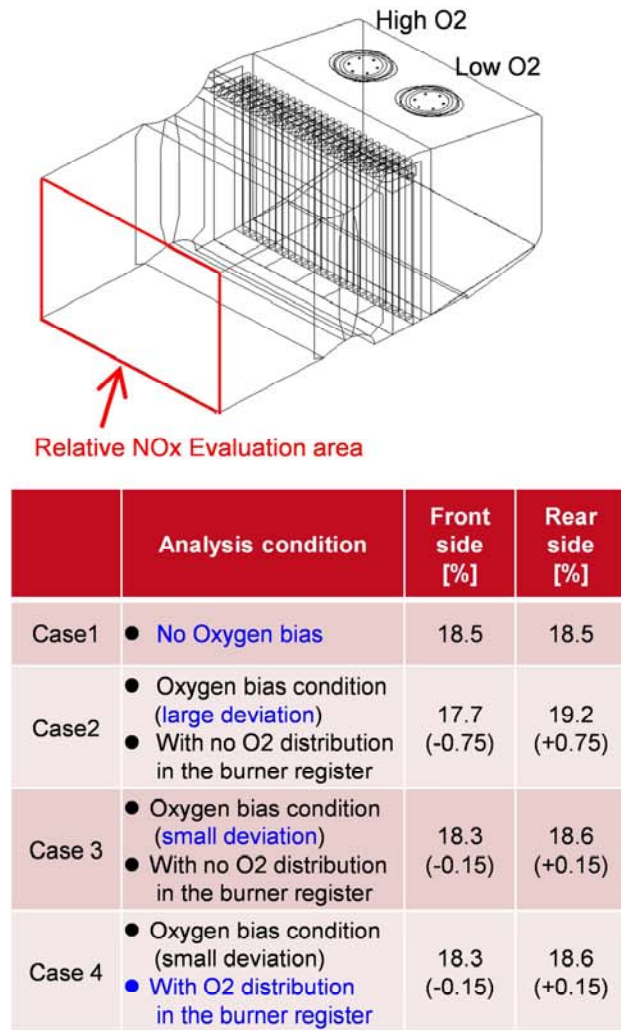 High O2
Low O2
Relative NOx Evaluation area
Analysis condition
Front
side
[%]
Rear
side
[%]
Case1
● No Oxygen bias
18.5
18.5
Case2
● Oxygen bias condition
(large deviation)
● With no O2 distribution
in the burner register
17.7
(-0.75)
19.2
(+0.75)
Case 3
● Oxygen bias condition
(small deviation)
● With no O2 distribution
in the burner register
18.3
(-0.15)
18.6
(+0.15)
Case 4
● Oxygen bias condition
(small deviation)
● With O2 distribution
in the burner register
18.3
(-0.15)
18.6
(+0.15)